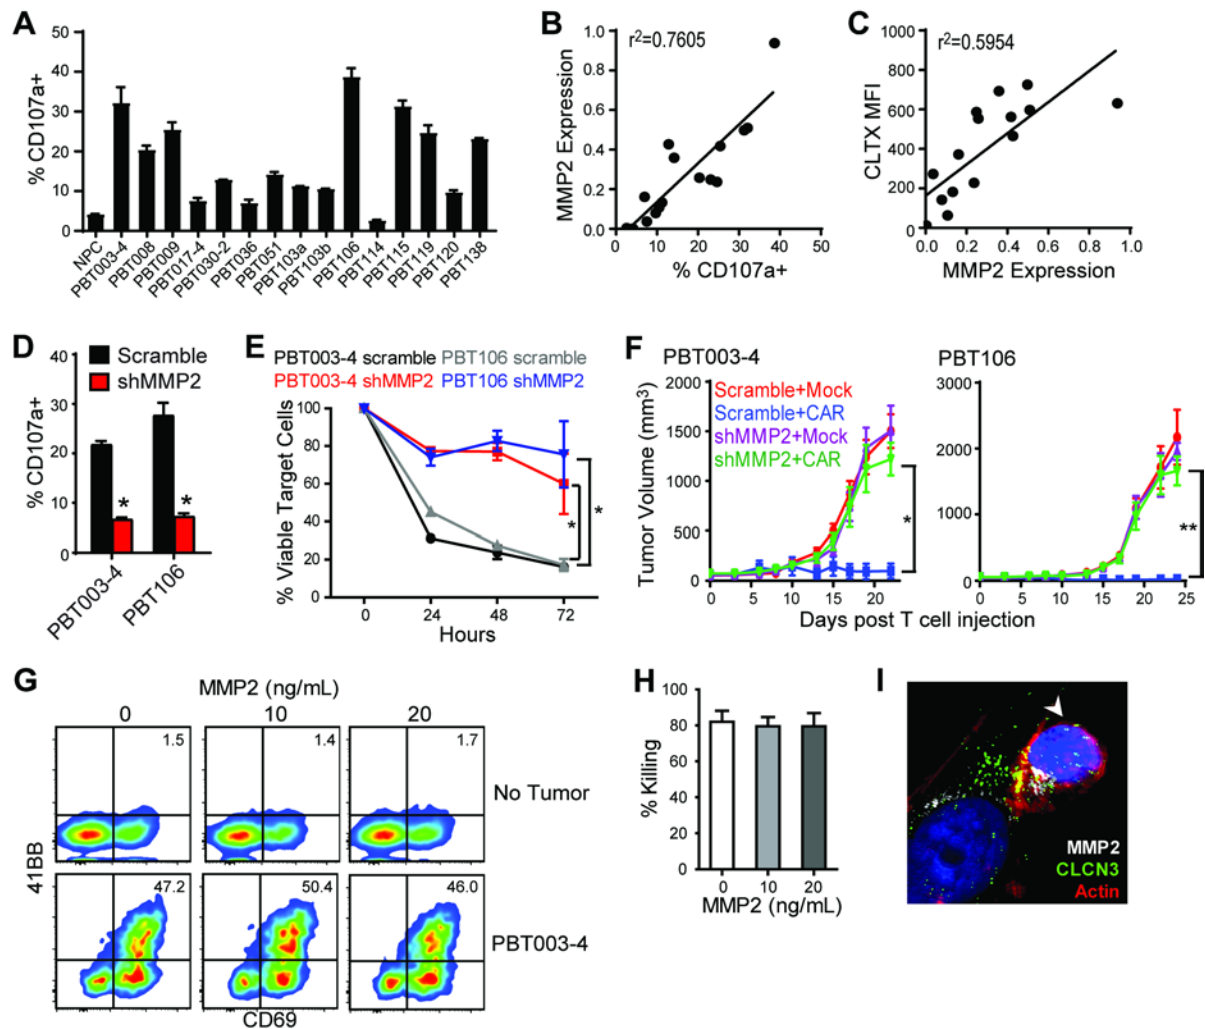 A
% CD107a+
50
40
30
20
10
0
NPC
PBT003-4
PBT008
PBT009
PBT017-4
PBT030-2
PBT036
PBT051
PBT103a
PBT103b
PBT106
PBT114
PBT115
PBT119
PBT120
PBT138
B
r²=0.7605
MMP2 Expression
1.0
0.8
0.6
0.4
0.2
0.0
0 10 20 30 40 50
% CD107a+
C
r²=0.5954
CLTX MFI
1000
800
600
400
200
0
0.0 0.2 0.4 0.6 0.8 1.0
MMP2 Expression
D
Scramble
shMMP2
% CD107a+
40
30
20
10
0
*
*
PBT003-4
PBT106
E
PBT003-4 scramble PBT106 scramble
PBT003-4 shMMP2 PBT106 shMMP2
% Viable Target Cells
100
80
60
40
20
0
* *
0 24 48 72
Hours
F
PBT003-4
Tumor Volume (mm3)
2000
1500
1000
500
0
Scramble+Mock
Scramble+CAR
shMMP2+Mock
shMMP2+CAR
*
0 5 10 15 20
PBT106
3000
2000
1000
0
**
0 5 10 15 20 25
Days post T cell injection
G
MMP2 (ng/mL)
0 10 20
1.5 1.4 1.7
No Tumor
47.2 50.4 46.0
PBT003-4
41BB
CD69
H
% Killing
100
80
60
40
20
0
0 10 20
MMP2 (ng/mL)
I
MMP2
CLCN3
Actin